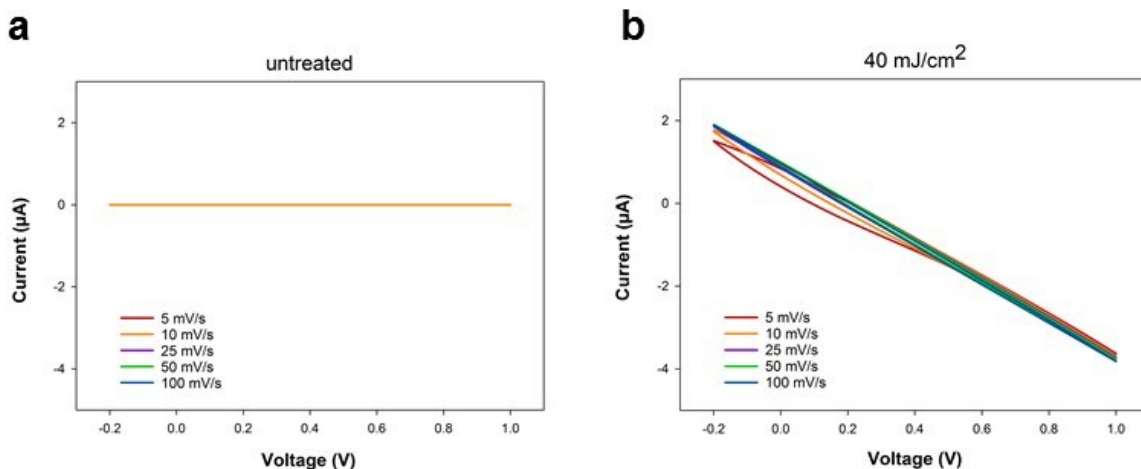 a
untreated
Current (µA)
2
0
-2
-4
5 mV/s
10 mV/s
25 mV/s
50 mV/s
100 mV/s
-0.2 0.0 0.2 0.4 0.6 0.8 1.0
Voltage (V)
b
40 mJ/cm²
Current (µA)
2
0
-2
-4
5 mV/s
10 mV/s
25 mV/s
50 mV/s
100 mV/s
-0.2 0.0 0.2 0.4 0.6 0.8 1.0
Voltage (V)